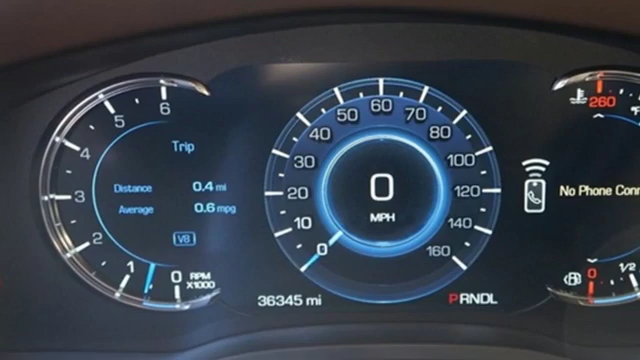 6
5
4
3
2
1
0 RPM
X1000
Trip
Distance 0.4 mi
Average 0.6 mpg
V8
0
10
20
30
40
50
60
70
80
100
120
140
160
0
MPH
36345 mi
PRNDL
260
No Phone Conn
0
1/2